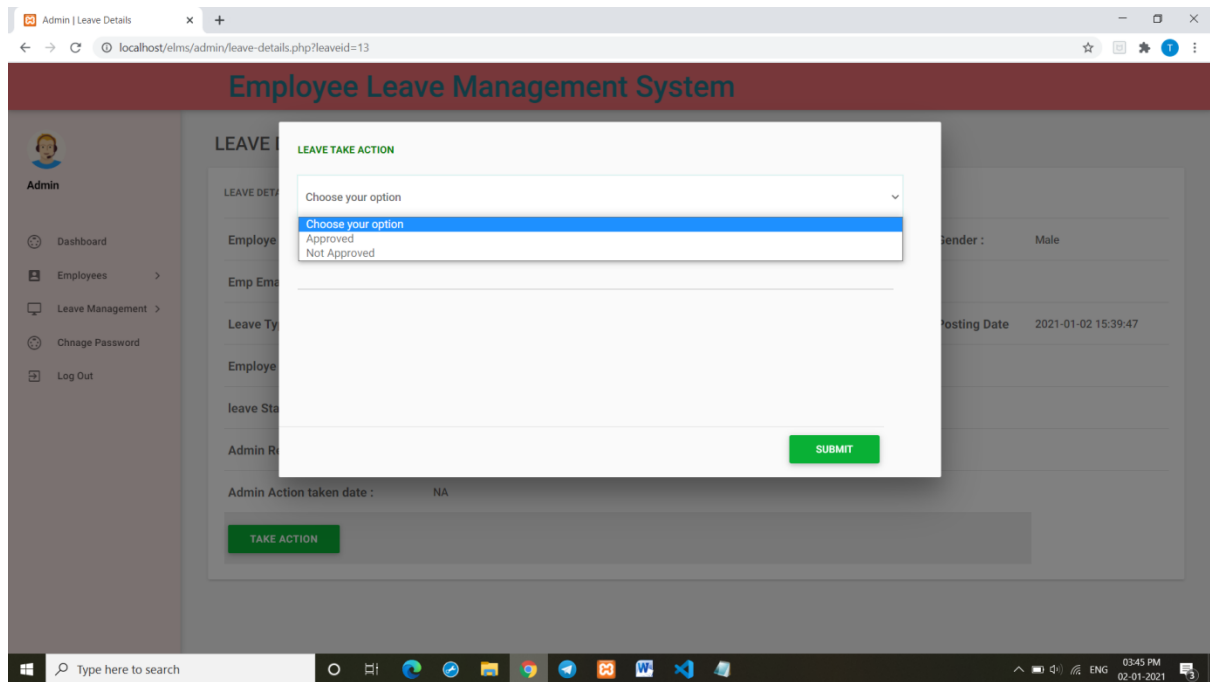 Admin | Leave Details
localhost/elms/admin/leave-details.php?leaveid=13
T
Employee Leave Management System
Admin
Dashboard
Employees
Leave Management
Chnage Password
Log Out
LEAVE
LEAVE TAKE ACTION
LEAVE DETA
Choose your option
Choose your option
Approved
Not Approved
Employe
Gender :
Male
Emp Ema
Leave Ty
Posting Date
2021-01-02 15:39:47
Employe
leave Sta
Admin Re
SUBMIT
Admin Action taken date :
NA
TAKE ACTION
Type here to search
W
ENG
03:45 PM
02-01-2021
3